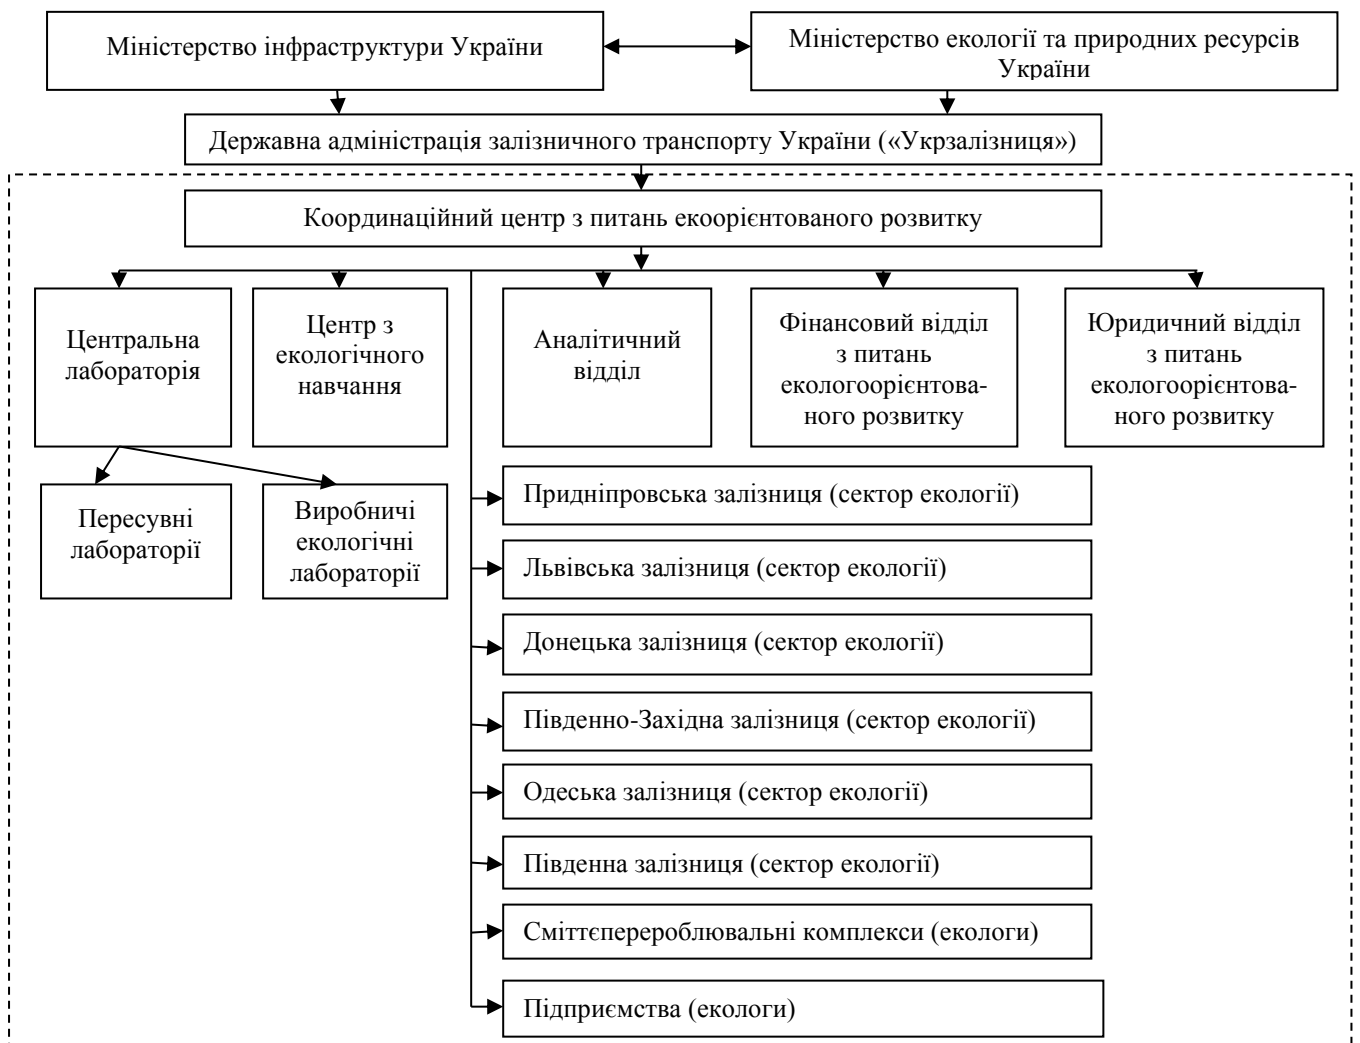 Міністерство інфраструктури України
Міністерство екології та природних ресурсів
України
Державна адміністрація залізничного транспорту України («Укрзалізниця»)
Координаційний центр з питань екоорієнтованого розвитку
Центральна
лабораторія
Центр з
екологічного
навчання
Аналітичний
відділ
Фінансовий відділ
з питань
екологоорієнтова-
ного розвитку
Юридичний відділ
з питань
екологоорієнтова-
ного розвитку
Пересувні
лабораторії
Виробничі
екологічні
лабораторії
Придніпровська залізниця (сектор екології)
Львівська залізниця (сектор екології)
Донецька залізниця (сектор екології)
Південно-Західна залізниця (сектор екології)
Одеська залізниця (сектор екології)
Південна залізниця (сектор екології)
Сміттєперероблювальні комплекси (екологи)
Підприємства (екологи)